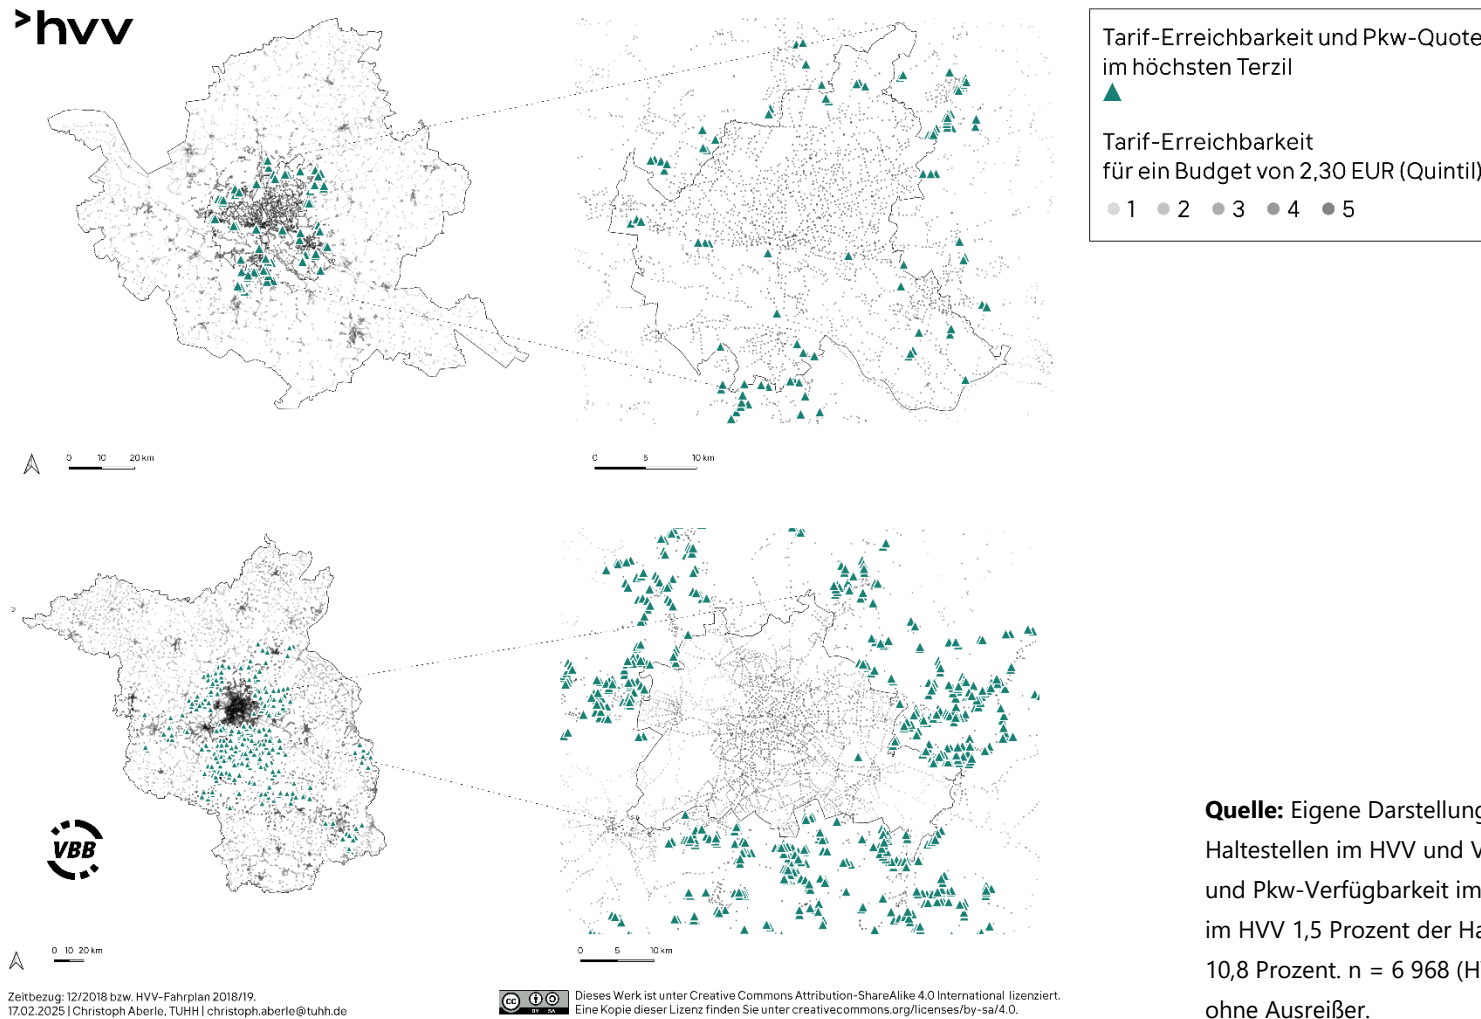 >hvv
Tarif-Erreichbarkeit und Pkw-Quote
im höchsten Terzil
Tarif-Erreichbarkeit
für ein Budget von 2,30 EUR (Quintil)
1 2 3 4 5
0 10 20 km
0 5 10 km
VBB
0 10 20 km
0 5 10 km
Quelle: Eigene Darstellung
Haltestellen im HVV und V
und Pkw-Verfügbarkeit im
im HVV 1,5 Prozent der Ha
10,8 Prozent. n = 6 968 (H
ohne Ausreißer.
Zeitbezug: 12/2018 bzw. HVV-Fahrplan 2018/19.
17.02.2025 | Christoph Aberle, TUHH | christoph.aberle@tuhh.de
cc BY SA
Dieses Werk ist unter Creative Commons Attribution-ShareAlike 4.0 International lizenziert.
Eine Kopie dieser Lizenz finden Sie unter creativecommons.org/licenses/by-sa/4.0.